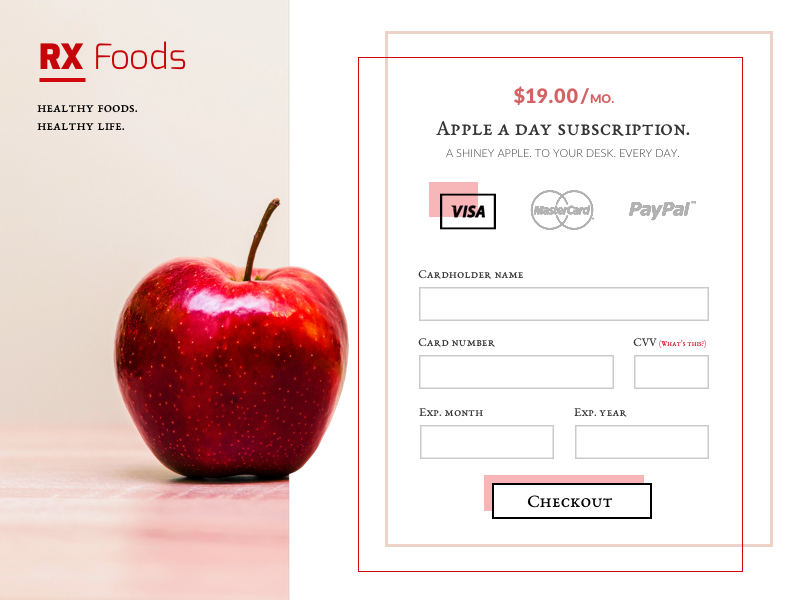 RX Foods
HEALTHY FOODS.
HEALTHY LIFE.
$19.00/MO.
APPLE A DAY SUBSCRIPTION.
A SHINEY APPLE. TO YOUR DESK. EVERY DAY.
VISA MasterCard PayPal™
CARDHOLDER NAME
CARD NUMBER CVV (WHAT'S THIS?)
EXP. MONTH EXP. YEAR
CHECKOUT